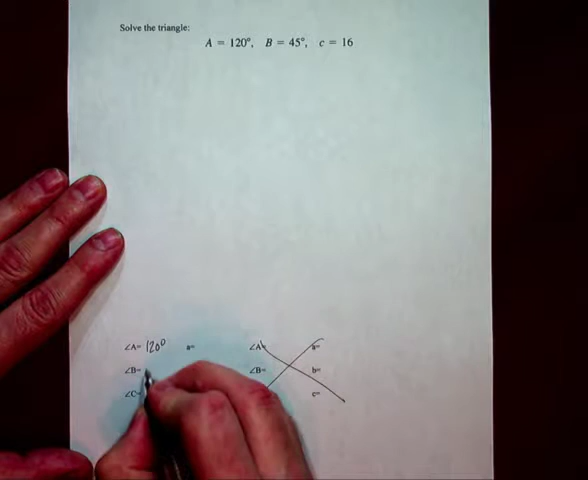 Solve the triangle:
A = 120°, B = 45°, c = 16
∠A= 120° a= ∠A= a=
∠B= ∠B= b=
∠C= c=